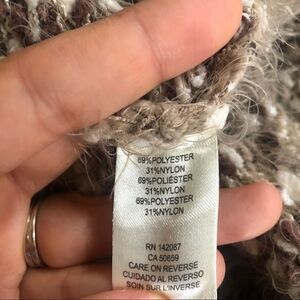 69%POLYESTER
31%NYLON
69%POLIÉSTER
31%NYLON
69%POLYESTER
31%NYLON
RN 142087
CA 50659
CARE ON REVERSE
CUIDADO AL REVERSO
SOIN SUR L'INVERSE